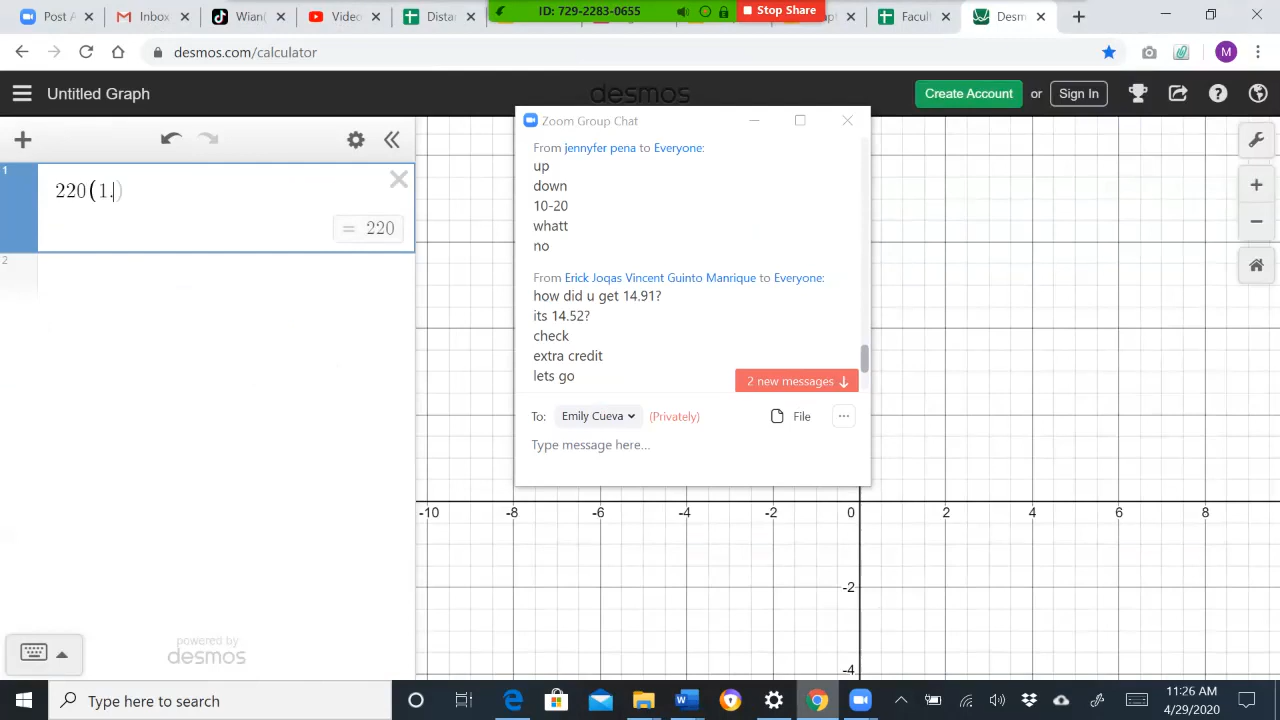 Post
Inbox
Wian
Video
Distan
ID: 729-2283-0655
Stop Share
Facult
Desm
desmos.com/calculator
M
Untitled Graph
desmos
Create Account
or
Sign In
Zoom Group Chat
1
220(1.)
= 220
2
From jennyfer pena to Everyone:
up
down
10-20
whatt
no
From Erick Joqas Vincent Guinto Manrique to Everyone:
how did u get 14.91?
its 14.52?
check
extra credit
lets go
2 new messages
To: Emily Cueva (Privately)
File
Type message here...
-10 -8 -6 -4 -2 0 2 4 6 8
-2
-4
powered by
desmos
Type here to search
11:26 AM
4/29/2020